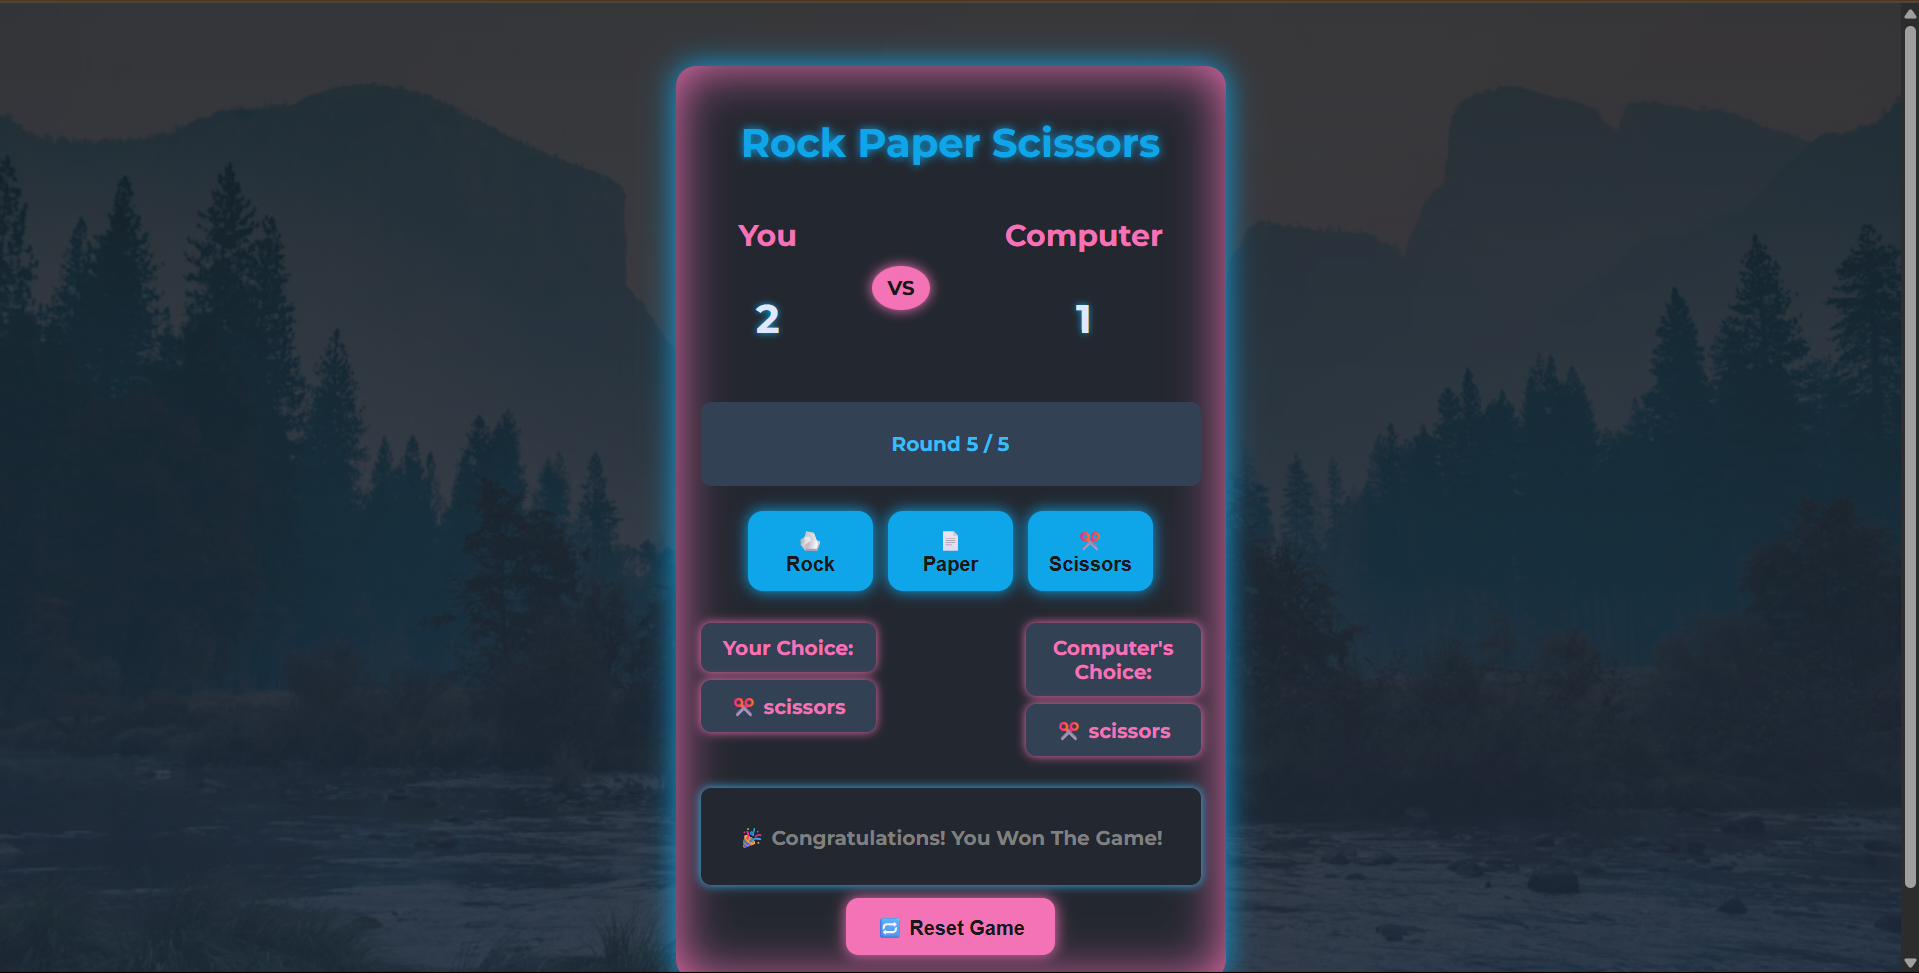 Rock Paper Scissors
You
Computer
VS
2
1
Round 5 / 5
Rock
Paper
Scissors
Your Choice:
scissors
Computer's
Choice:
scissors
Congratulations! You Won The Game!
Reset Game